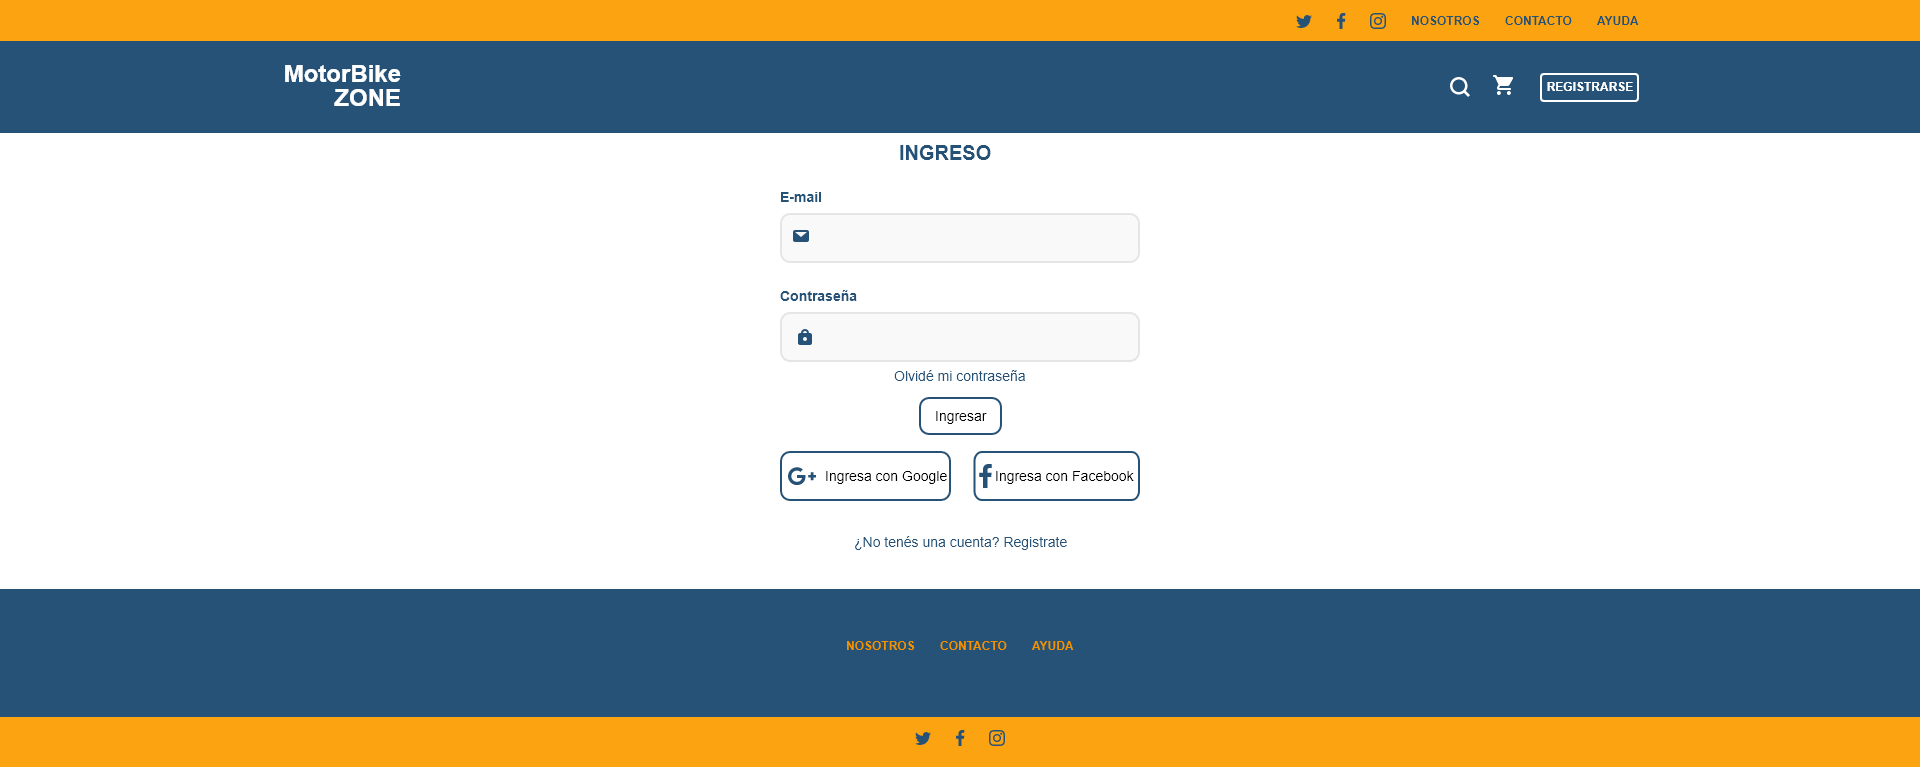 NOSOTROS CONTACTO AYUDA
MotorBike
ZONE
REGISTRARSE
INGRESO
E-mail
Contraseña
Olvidé mi contraseña
Ingresar
Ingresa con Google
Ingresa con Facebook
¿No tenés una cuenta? Registrate
NOSOTROS CONTACTO AYUDA